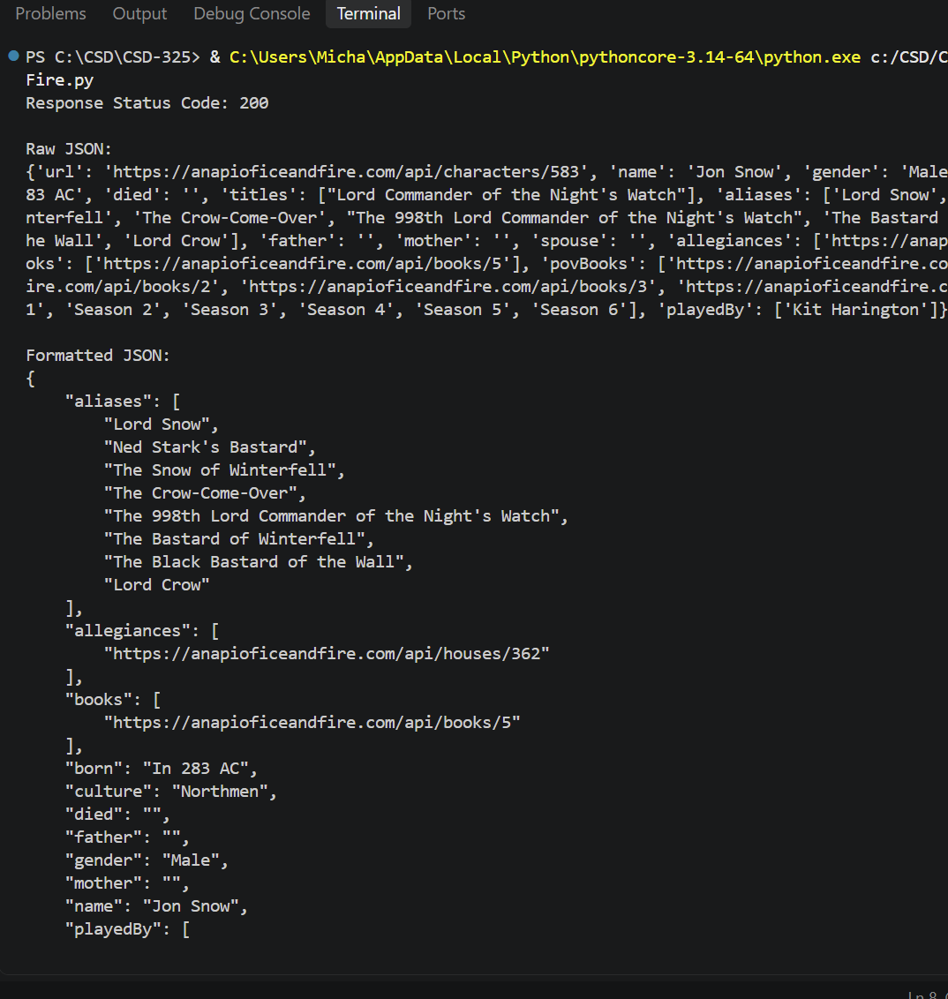 Problems Output Debug Console Terminal Ports
PS C:\CSD\CSD-325> & C:\Users\Micha\AppData\Local\Python\pythoncore-3.14-64\python.exe c:/CSD/C
Fire.py
Response Status Code: 200
Raw JSON:
{'url': 'https://anapioficeandfire.com/api/characters/583', 'name': 'Jon Snow', 'gender': 'Male
83 AC', 'died': '', 'titles': ["Lord Commander of the Night's Watch"], 'aliases': ['Lord Snow',
nterfell', 'The Crow-Come-Over', "The 998th Lord Commander of the Night's Watch", 'The Bastard
he Wall', 'Lord Crow'], 'father': '', 'mother': '', 'spouse': '', 'allegiances': ['https://anap
oks': ['https://anapioficeandfire.com/api/books/5'], 'povBooks': ['https://anapioficeandfire.co
ire.com/api/books/2', 'https://anapioficeandfire.com/api/books/3', 'https://anapioficeandfire.c
1', 'Season 2', 'Season 3', 'Season 4', 'Season 5', 'Season 6'], 'playedBy': ['Kit Harington']}
Formatted JSON:
{
    "aliases": [
        "Lord Snow",
        "Ned Stark's Bastard",
        "The Snow of Winterfell",
        "The Crow-Come-Over",
        "The 998th Lord Commander of the Night's Watch",
        "The Bastard of Winterfell",
        "The Black Bastard of the Wall",
        "Lord Crow"
    ],
    "allegiances": [
        "https://anapioficeandfire.com/api/houses/362"
    ],
    "books": [
        "https://anapioficeandfire.com/api/books/5"
    ],
    "born": "In 283 AC",
    "culture": "Northmen",
    "died": "",
    "father": "",
    "gender": "Male",
    "mother": "",
    "name": "Jon Snow",
    "playedBy": [